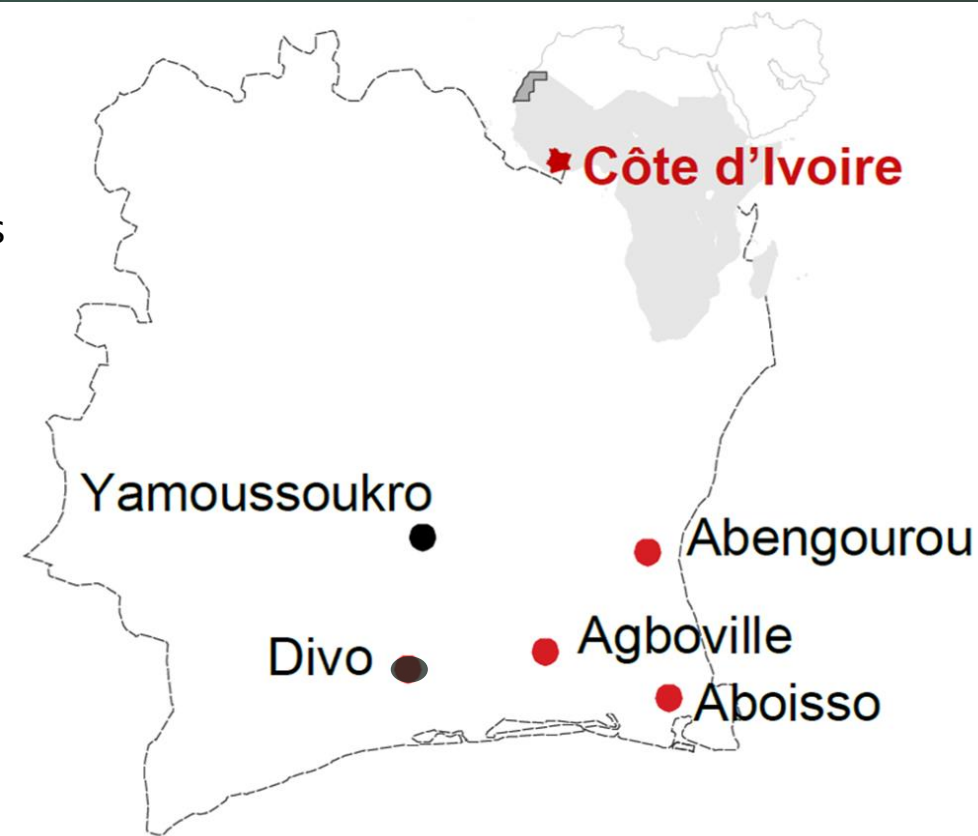 Côte d’Ivoire
s
Yamoussoukro
Abengourou
Agboville
Divo
Aboisso